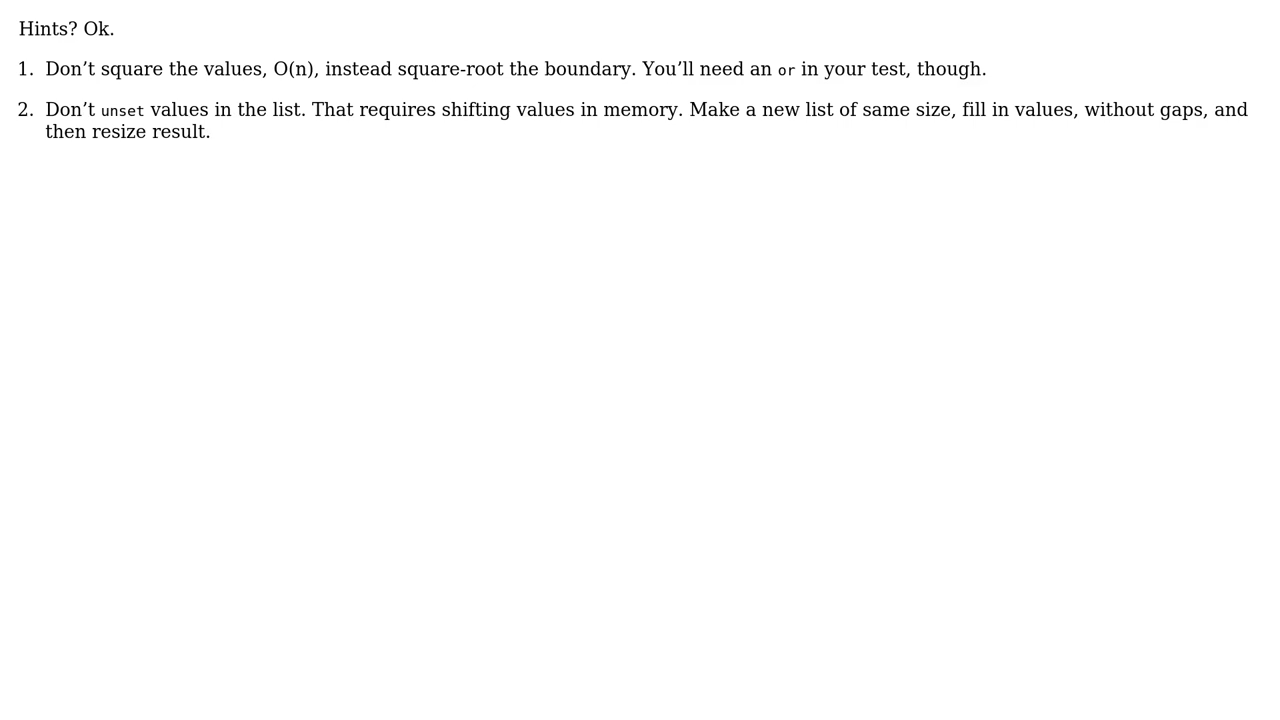 Hints? Ok.
1. Don’t square the values, O(n), instead square-root the boundary. You’ll need an or in your test, though.
2. Don’t unset values in the list. That requires shifting values in memory. Make a new list of same size, fill in values, without gaps, and
then resize result.